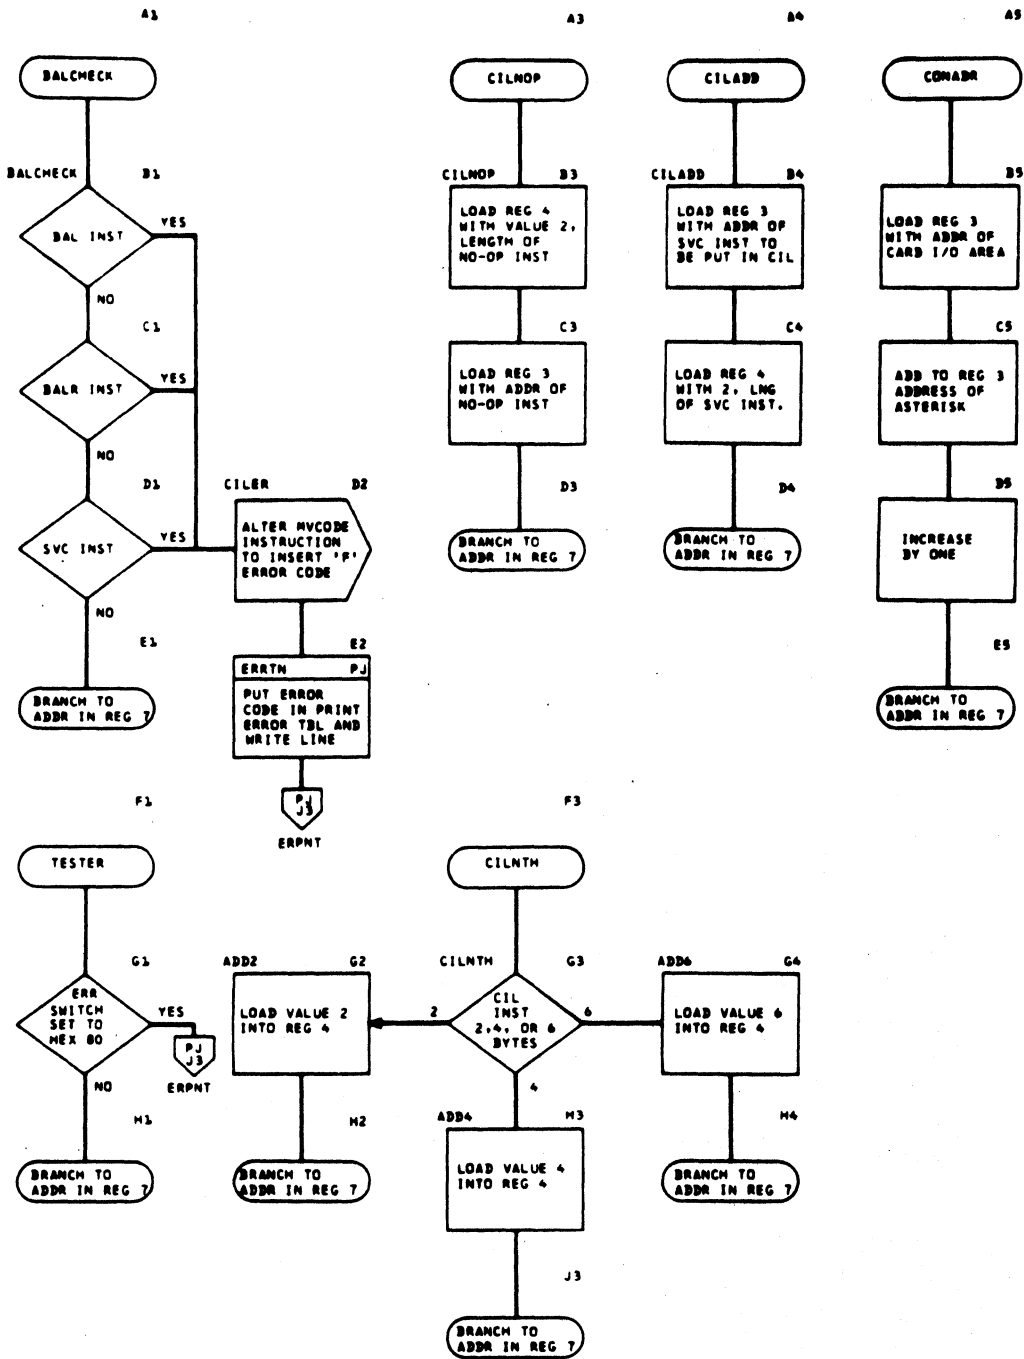 A1
A3
A4
A5
BALCHECK
CILNOP
CILADD
CONADR
BALCHECK B1
CILNOP B3
CILADD B4
B5
BAL INST
YES
NO
LOAD REG 4
WITH VALUE 2,
LENGTH OF
NO-OP INST
LOAD REG 3
WITH ADDR OF
SVC INST TO
BE PUT IN CIL
LOAD REG 3
WITH ADDR OF
CARD I/O AREA
C1
C3
C4
C5
BALR INST
YES
NO
LOAD REG 3
WITH ADDR OF
NO-OP INST
LOAD REG 4
WITH 2, LNG
OF SVC INST.
ADD TO REG 3
ADDRESS OF
ASTERISK
D1
CILER D2
D3
D4
D5
SVC INST
YES
NO
ALTER MVCODE
INSTRUCTION
TO INSERT 'F'
ERROR CODE
BRANCH TO
ADDR IN REG 7
BRANCH TO
ADDR IN REG 7
INCREASE
BY ONE
E1
E2
E5
BRANCH TO
ADDR IN REG 7
ERRTN PJ
PUT ERROR
CODE IN PRINT
ERROR TBL AND
WRITE LINE
BRANCH TO
ADDR IN REG 7
PJ
J3
ERPNT
F1
F3
TESTER
CILNTH
G1
ADD2 G2
CILNTH G3
ADD6 G4
ERR
SWITCH
SET TO
HEX 80
YES
NO
PJ
J3
ERPNT
LOAD VALUE 2
INTO REG 4
2
CIL
INST
2,4, OR 6
BYTES
6
4
LOAD VALUE 6
INTO REG 4
H1
H2
ADD4 H3
H4
BRANCH TO
ADDR IN REG 7
BRANCH TO
ADDR IN REG 7
LOAD VALUE 4
INTO REG 4
BRANCH TO
ADDR IN REG 7
J3
BRANCH TO
ADDR IN REG 7